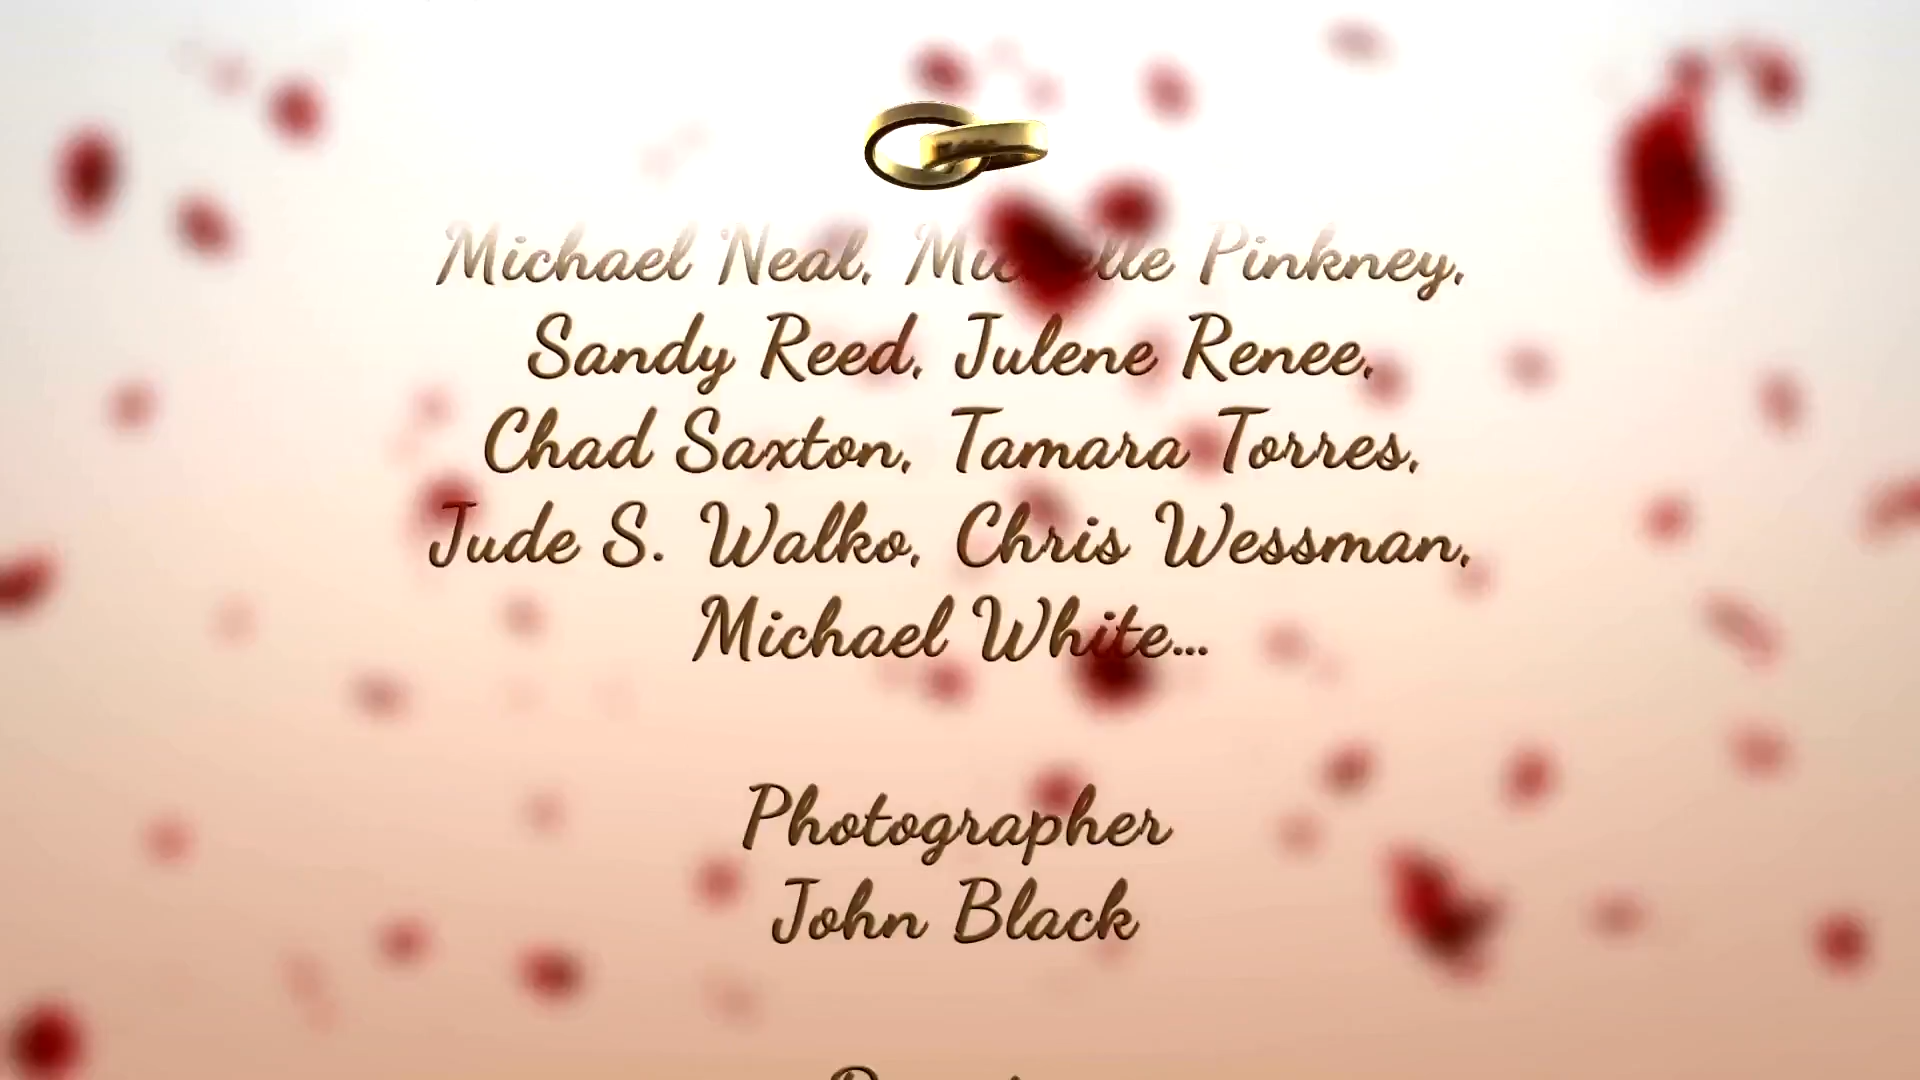 Michael Neal, Michelle Pinkney,
Sandy Reed, Julene Renee,
Chad Saxton, Tamara Torres,
Jude S. Walko, Chris Wessman,
Michael White...
Photographer
John Black